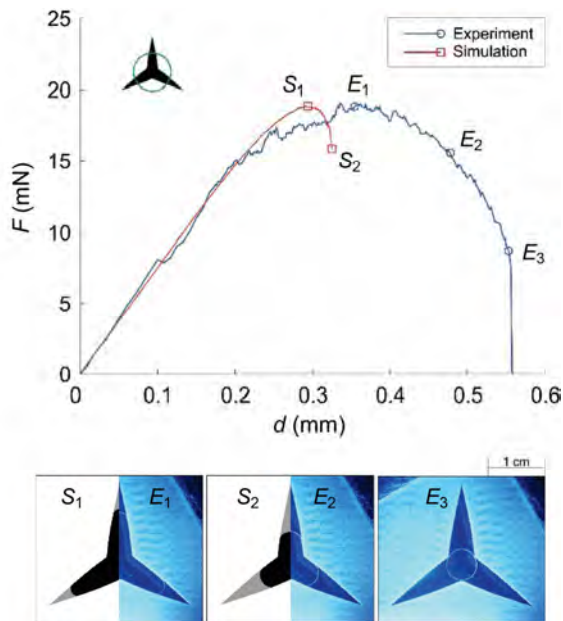 25
20
15
10
5
0
F (mN)
Experiment
Simulation
S1
E1
S2
E2
E3
0
0.1
0.2
0.3
0.4
0.5
0.6
d (mm)
1 cm
S1 E1 S2 E2 E3